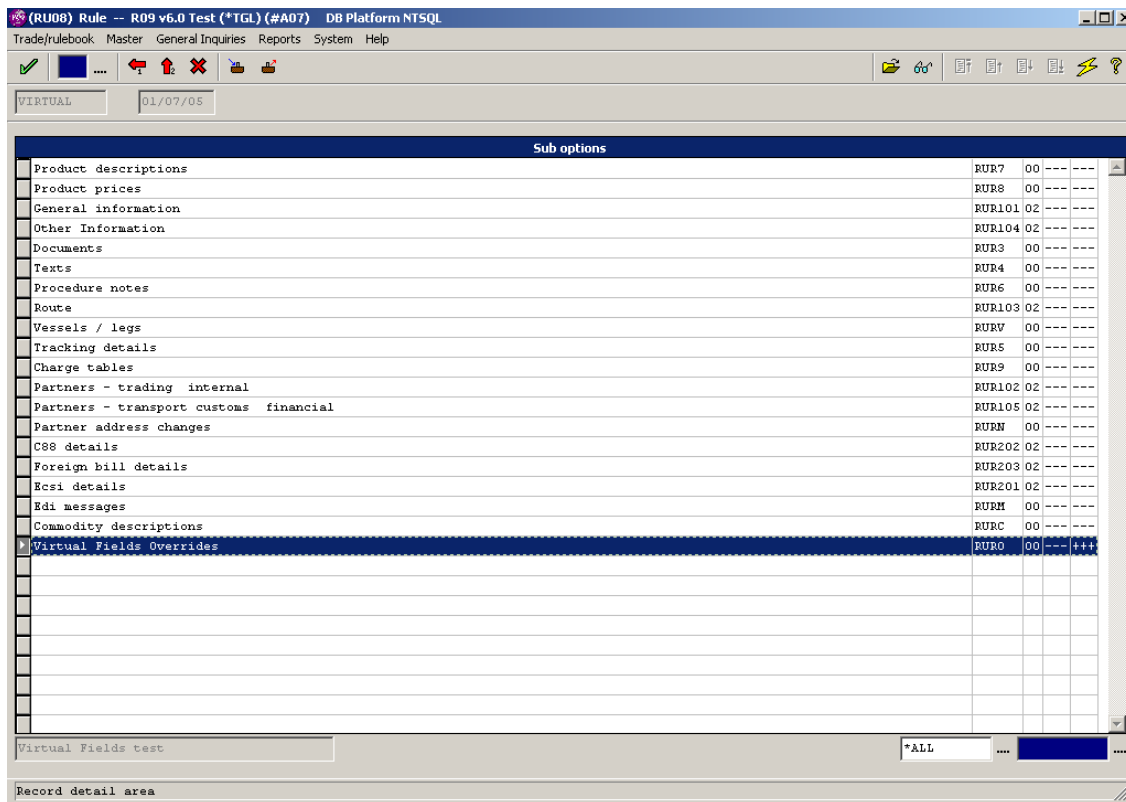 (RU08) Rule -- R09 v6.0 Test (*TGL) (#A07) DB Platform NTSQL
Trade/rulebook Master General Inquiries Reports System Help
VIRTUAL 01/07/05
Sub options
Product descriptions RUR7 00 --- ---
Product prices RUR8 00 --- ---
General information RUR101 02 --- ---
Other Information RUR104 02 --- ---
Documents RUR3 00 --- ---
Texts RUR4 00 --- ---
Procedure notes RUR6 00 --- ---
Route RUR103 02 --- ---
Vessels / legs RURV 00 --- ---
Tracking details RUR5 00 --- ---
Charge tables RUR9 00 --- ---
Partners - trading internal RUR102 02 --- ---
Partners - transport customs financial RUR105 02 --- ---
Partner address changes RURN 00 --- ---
C88 details RUR202 02 --- ---
Foreign bill details RUR203 02 --- ---
Ecsi details RUR201 02 --- ---
Edi messages RURM 00 --- ---
Commodity descriptions RURC 00 --- ---
Virtual Fields Overrides RURO 00 --- +++
Virtual Fields test *ALL .... ....
Record detail area